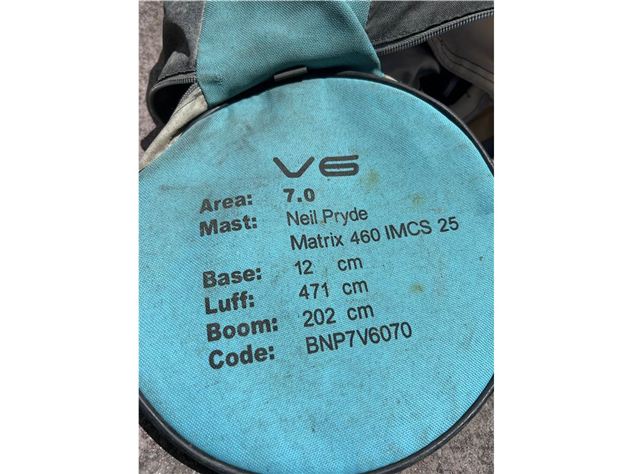 V6
Area: 7.0
Mast: Neil Pryde
Matrix 460 IMCS 25
Base: 12 cm
Luff: 471 cm
Boom: 202 cm
Code: BNP7V6070